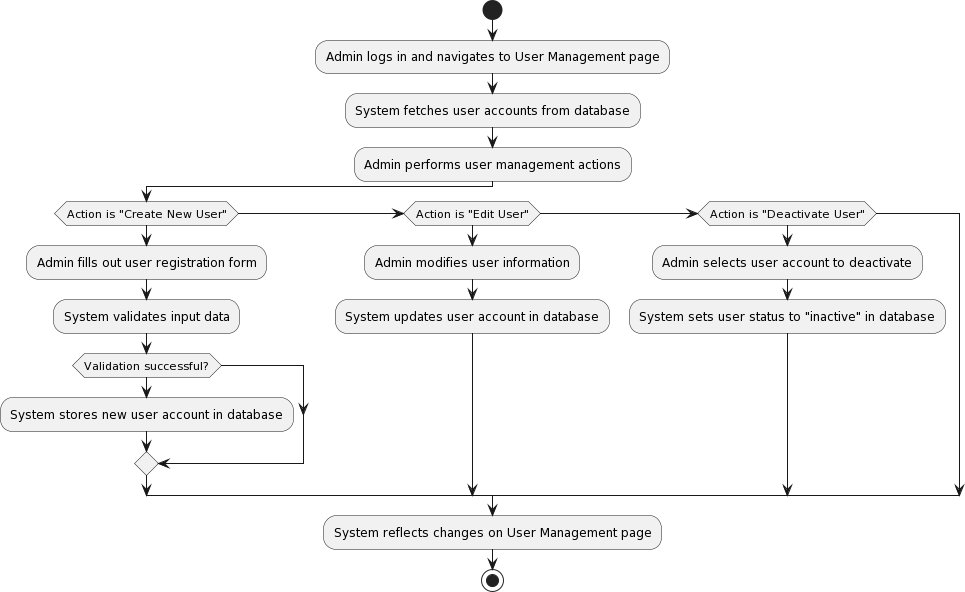 Admin logs in and navigates to User Management page
System fetches user accounts from database
Admin performs user management actions
Action is "Create New User"
Action is "Edit User"
Action is "Deactivate User"
Admin fills out user registration form
Admin modifies user information
Admin selects user account to deactivate
System validates input data
System updates user account in database
System sets user status to "inactive" in database
Validation successful?
System stores new user account in database
System reflects changes on User Management page